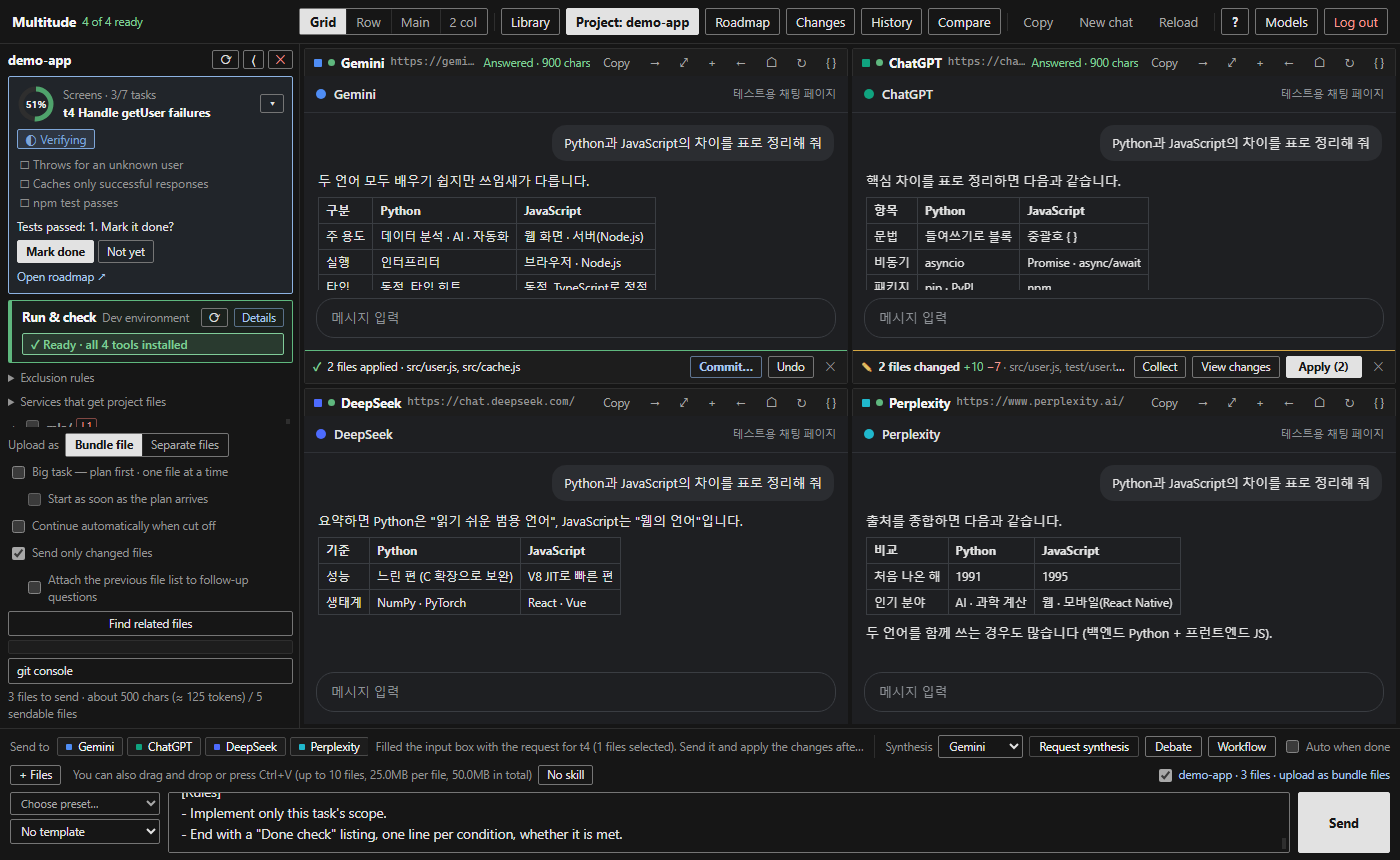 Multitude 4 of 4 ready Grid Row Main 2 col Library Project: demo-app Roadmap Changes History Compare Copy New chat Reload ? Models Log out
demo-app
51% Screens · 3/7 tasks
t4 Handle getUser failures
Verifying
Throws for an unknown user
Caches only successful responses
npm test passes
Tests passed: 1. Mark it done?
Mark done Not yet
Open roadmap ↗
Run & check Dev environment Details
✓ Ready · all 4 tools installed
Exclusion rules
Services that get project files
Upload as Bundle file Separate files
Big task — plan first · one file at a time
Start as soon as the plan arrives
Continue automatically when cut off
Send only changed files
Attach the previous file list to follow-up
questions
Find related files
git console
3 files to send · about 500 chars (≈ 125 tokens) / 5
sendable files
Gemini https://gemi... Answered · 900 chars Copy → ⤢ + ← ↻ { }
Gemini 테스트용 채팅 페이지
Python과 JavaScript의 차이를 표로 정리해 줘
두 언어 모두 배우기 쉽지만 쓰임새가 다릅니다.
구분 Python JavaScript
주 용도 데이터 분석 · AI · 자동화 웹 화면 · 서버(Node.js)
실행 인터프리터 브라우저 · Node.js
타입 동적, 타입 힌트 동적, TypeScript로 정적
메시지 입력
✓ 2 files applied · src/user.js, src/cache.js Commit... Undo ×
ChatGPT https://cha... Answered · 900 chars Copy → ⤢ + ← ↻ { }
ChatGPT 테스트용 채팅 페이지
Python과 JavaScript의 차이를 표로 정리해 줘
핵심 차이를 표로 정리하면 다음과 같습니다.
항목 Python JavaScript
문법 들여쓰기로 블록 중괄호 { }
비동기 asyncio Promise · async/await
패키지 pip · PyPI npm
메시지 입력
2 files changed +10 −7 · src/user.js, test/user.t... Collect View changes Apply (2) ×
DeepSeek https://chat.deepseek.com/ Copy → ⤢ + ← ↻ { }
DeepSeek 테스트용 채팅 페이지
Python과 JavaScript의 차이를 표로 정리해 줘
요약하면 Python은 "읽기 쉬운 범용 언어", JavaScript는 "웹의 언어"입니다.
기준 Python JavaScript
성능 느린 편 (C 확장으로 보완) V8 JIT로 빠른 편
생태계 NumPy · PyTorch React · Vue
메시지 입력
Perplexity https://www.perplexity.ai/ Copy → ⤢ + ← ↻ { }
Perplexity 테스트용 채팅 페이지
Python과 JavaScript의 차이를 표로 정리해 줘
출처를 종합하면 다음과 같습니다.
비교 Python JavaScript
처음 나온 해 1991 1995
인기 분야 AI · 과학 계산 웹 · 모바일(React Native)
두 언어를 함께 쓰는 경우도 많습니다 (백엔드 Python + 프런트엔드 JS).
메시지 입력
Send to Gemini ChatGPT DeepSeek Perplexity Filled the input box with the request for t4 (1 files selected). Send it and apply the changes afte... Synthesis Gemini Request synthesis Debate Workflow Auto when done
+ Files You can also drag and drop or press Ctrl+V (up to 10 files, 25.0MB per file, 50.0MB in total) No skill demo-app · 3 files · upload as bundle files
Choose preset... [Rules]
- Implement only this task's scope.
No template - End with a "Done check" listing, one line per condition, whether it is met.
Send